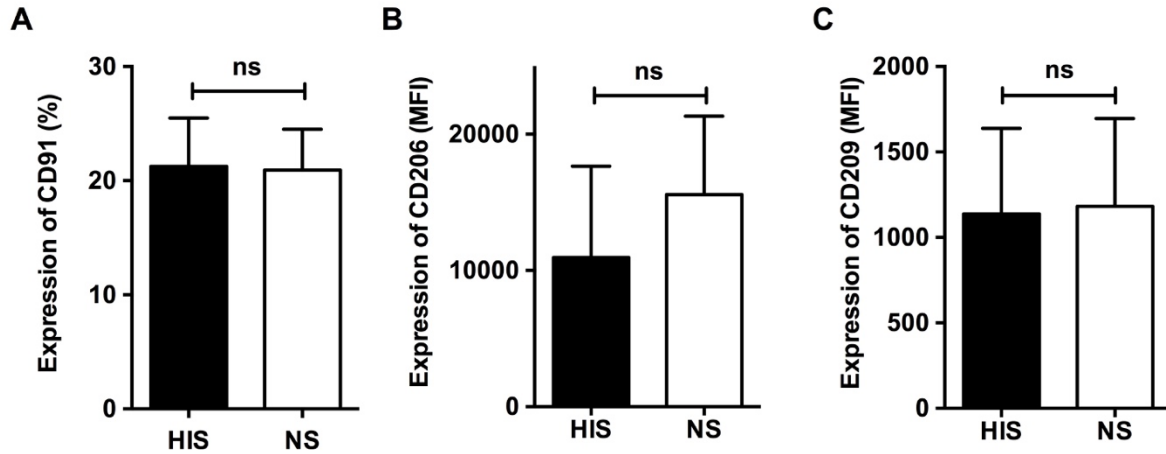 A
Expression of CD91 (%)
30
20
10
0
ns
HIS NS
B
Expression of CD206 (MFI)
20000
10000
0
ns
HIS NS
C
Expression of CD209 (MFI)
2000
1500
1000
500
0
ns
HIS NS